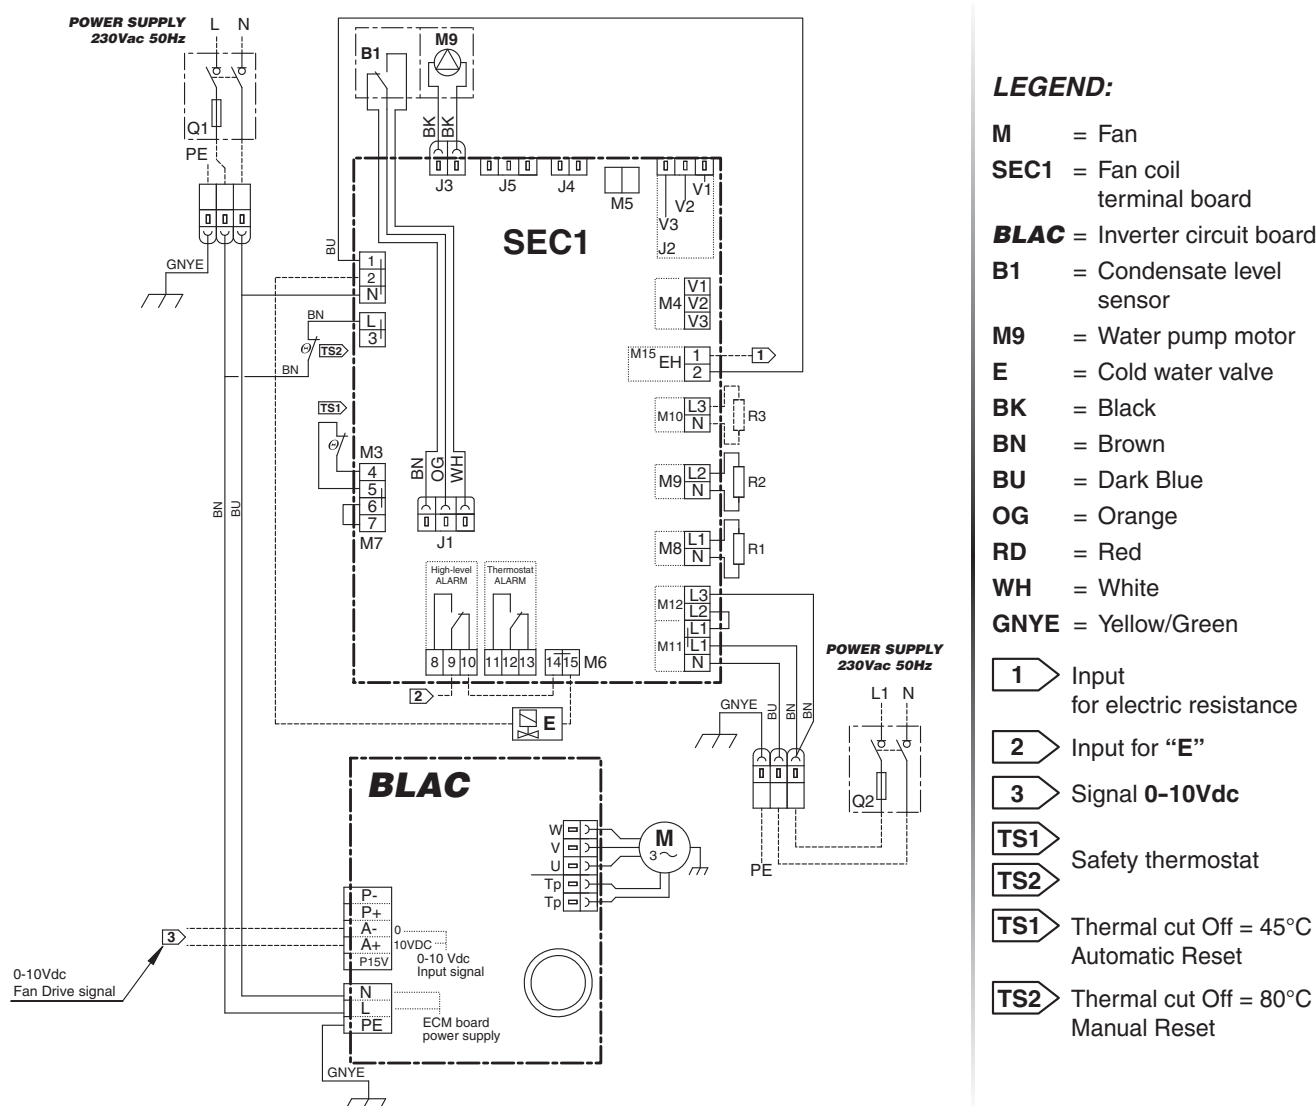 POWER SUPPLY
230Vac 50Hz
L N
Q1
PE
GNYE
BU
B1
M9
BK
BK
J3
J5
J4
M5
V1
V2
V3
J2
SEC1
1
2
N
L
3
BN
TS2
BN
TS1
M3
4
5
6
7
M7
BN
OG
WH
J1
M4
V1
V2
V3
M15
EH
1
2
1
M10
L3
N
R3
M9
L2
N
R2
M8
L1
N
R1
M12
L3
L2
L1
M11
L1
N
BN
BU
High-level
ALARM
Thermostat
ALARM
8 9 10
11 12 13
14 15 M6
2
E
POWER SUPPLY
230Vac 50Hz
L1 N
GNYE
BU
BN
BN
Q2
PE
BLAC
W
V
U
Tp
Tp
M
3
P-
P+
A-
A+
P15V
0
10VDC
0-10 Vdc
Input signal
3
0-10Vdc
Fan Drive signal
N
L
PE
ECM board
power supply
GNYE
LEGEND:
M = Fan
SEC1 = Fan coil
terminal board
BLAC = Inverter circuit board
B1 = Condensate level
sensor
M9 = Water pump motor
E = Cold water valve
BK = Black
BN = Brown
BU = Dark Blue
OG = Orange
RD = Red
WH = White
GNYE = Yellow/Green
1 Input
for electric resistance
2 Input for “E”
3 Signal 0-10Vdc
TS1
TS2
Safety thermostat
TS1 Thermal cut Off = 45°C
Automatic Reset
TS2 Thermal cut Off = 80°C
Manual Reset